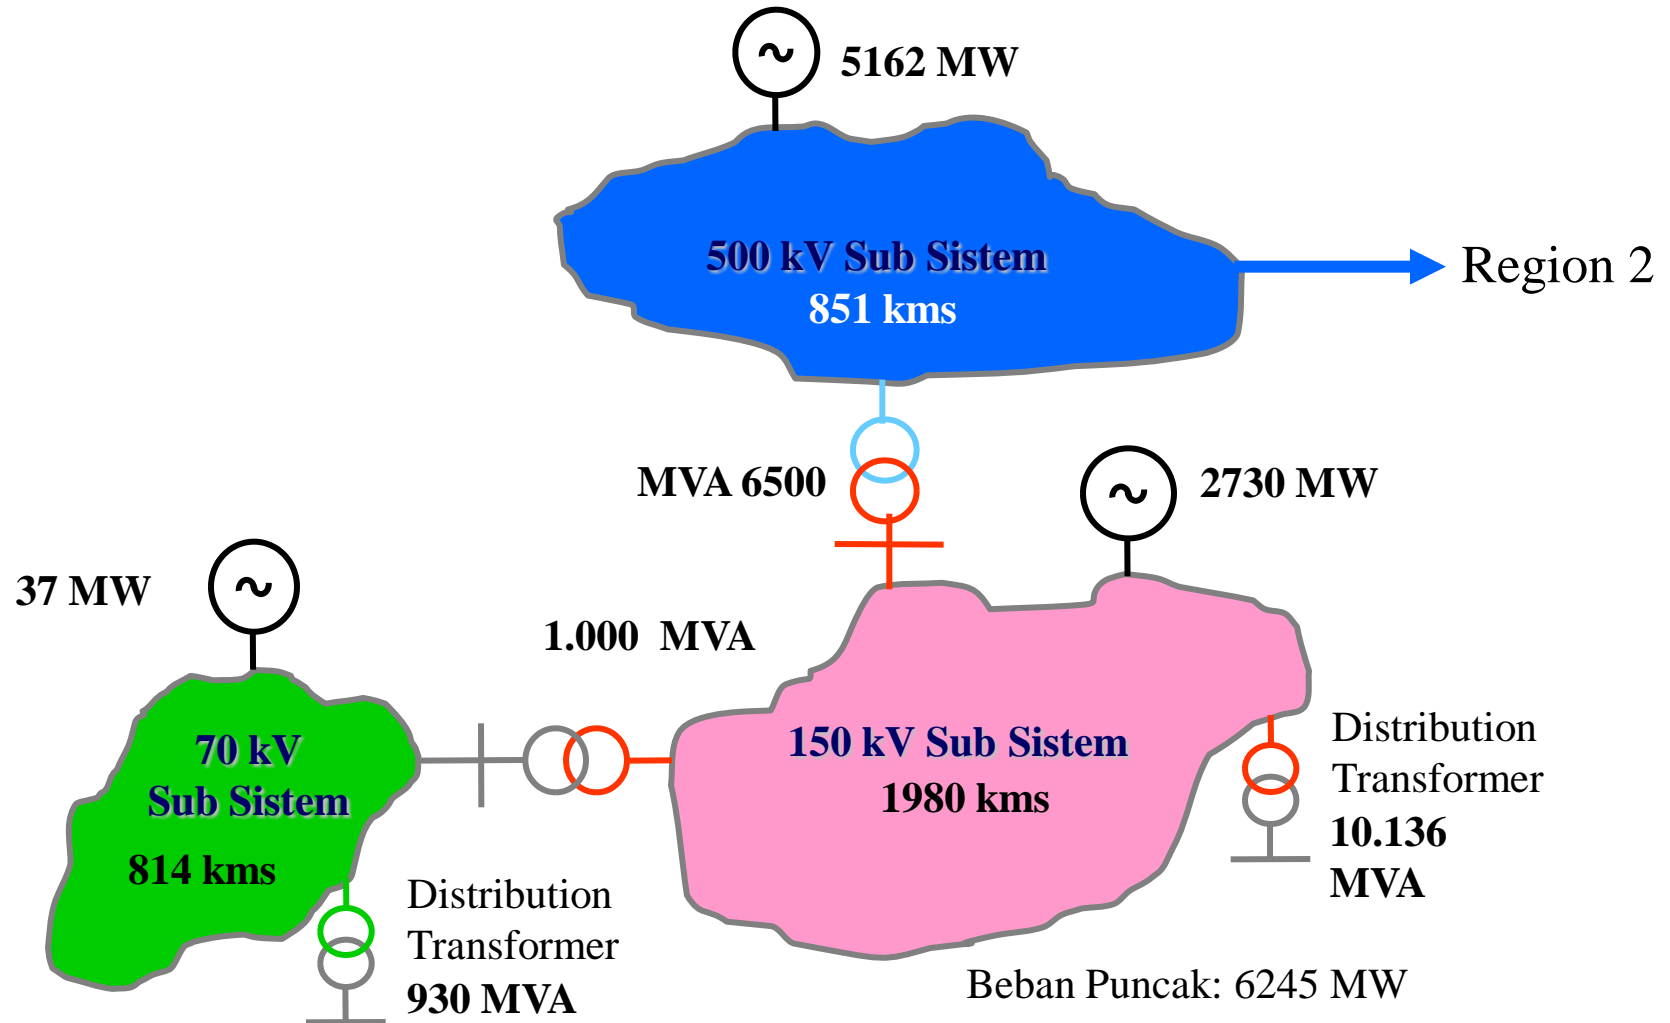 5162 MW
500 kV Sub Sistem
851 kms
Region 2
MVA 6500
2730 MW
37 MW
1.000 MVA
70 kV
Sub Sistem
814 kms
150 kV Sub Sistem
1980 kms
Distribution
Transformer
10.136
MVA
Distribution
Transformer
930 MVA
Beban Puncak: 6245 MW